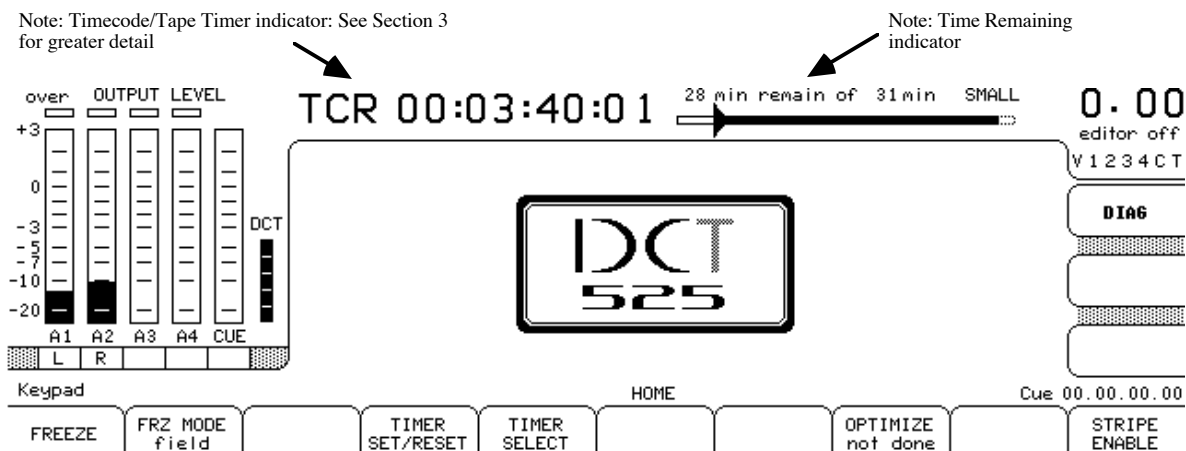 Note: Timecode/Tape Timer indicator: See Section 3
for greater detail
Note: Time Remaining
indicator
over OUTPUT LEVEL
TCR 00:03:40:01
28 min remain of 31min SMALL
0.00
editor off
V 1 2 3 4 C T
+3
0
-3
-5
-7
-10
-20
DCT
A1 A2 A3 A4 CUE
L R
DCT
525
DIAG
Keypad HOME Cue 00.00.00.00
FREEZE
FRZ MODE
field
TIMER
SET/RESET
TIMER
SELECT
OPTIMIZE
not done
STRIPE
ENABLE